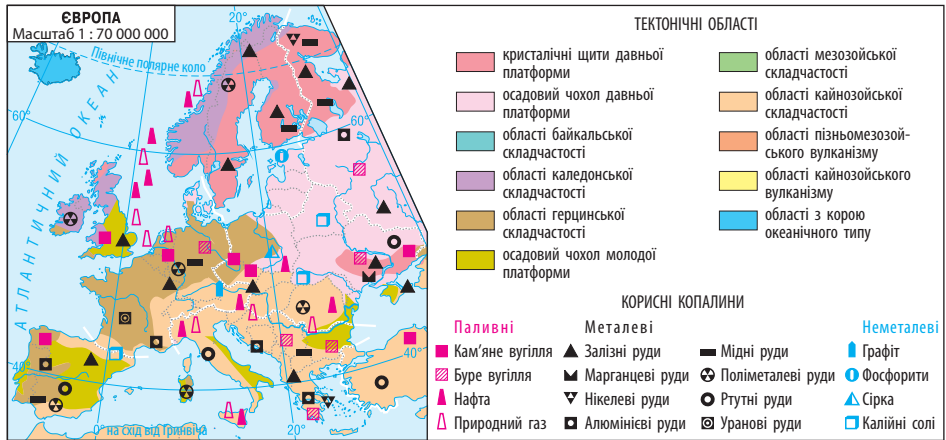 ЄВРОПА
Масштаб 1 : 70 000 000
20°
Північне полярне коло
60°
60°
АТЛАНТИЧНИЙ ОКЕАН
40°
40°
0° на схід від Гринвіча
20°
ТЕКТОНІЧНІ ОБЛАСТІ
кристалічні щити давньої
платформи
осадовий чохол давньої
платформи
області байкальської
складчастості
області каледонської
складчастості
області герцинської
складчастості
осадовий чохол молодої
платформи
області мезозойської
складчастості
області кайнозойської
складчастості
області пізньомезозой-
ського вулканізму
області кайнозойського
вулканізму
області з корою
океанічного типу
КОРИСНІ КОПАЛИНИ
Паливні
Кам'яне вугілля
Буре вугілля
Нафта
Природний газ
Металеві
Залізні руди
Марганцеві руди
Нікелеві руди
Алюмінієві руди
Мідні руди
Поліметалеві руди
Ртутні руди
Уранові руди
Неметалеві
Графіт
Фосфорити
Сірка
Калійні солі